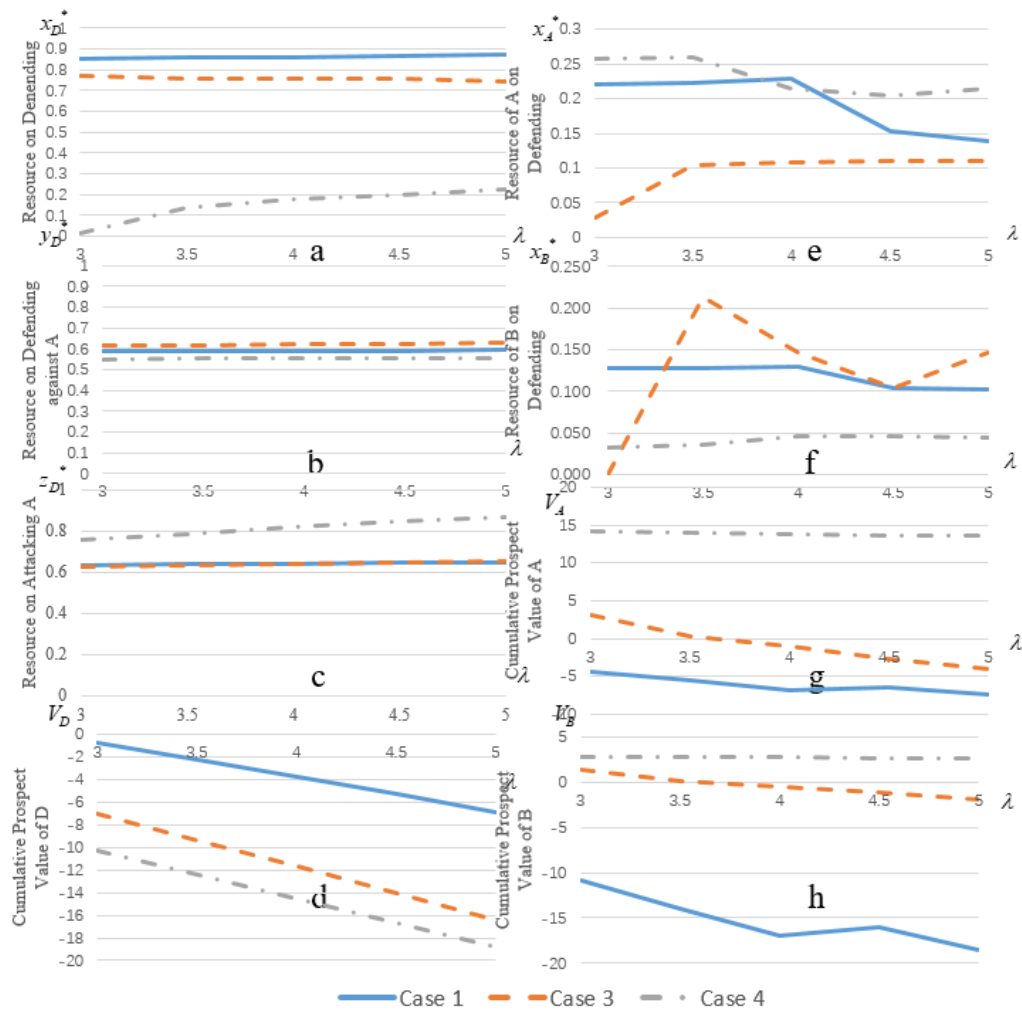 x_D*
1
0.9
0.8
0.7
0.6
0.5
0.4
0.3
0.2
0.1
0
Resource on Denending
3 3.5 4 4.5 5
λ
a
y_D*
1
0.9
0.8
0.7
0.6
0.5
0.4
0.3
0.2
0.1
0
Resource on Defending
against A
3 3.5 4 4.5 5
λ
b
z_D*
1
0.8
0.6
0.4
0.2
0
Resource on Attacking A
3 3.5 4 4.5 5
λ
c
V_D
0
-2
-4
-6
-8
-10
-12
-14
-16
-18
-20
Cumulative Prospect
Value of D
3 3.5 4 4.5 5
λ
d
x_A*
0.3
0.25
0.2
0.15
0.1
0.05
0
Resource of A on
Defending
3 3.5 4 4.5 5
λ
e
x_B*
0.250
0.200
0.150
0.100
0.050
0.000
Resource of B on
Defending
3 3.5 4 4.5 5
λ
f
V_A
20
15
10
5
0
-5
-10
Cumulative Prospect
Value of A
3 3.5 4 4.5 5
λ
g
V_B
5
0
-5
-10
-15
-20
Cumulative Prospect
Value of B
3 3.5 4 4.5 5
λ
h
Case 1 Case 3 Case 4